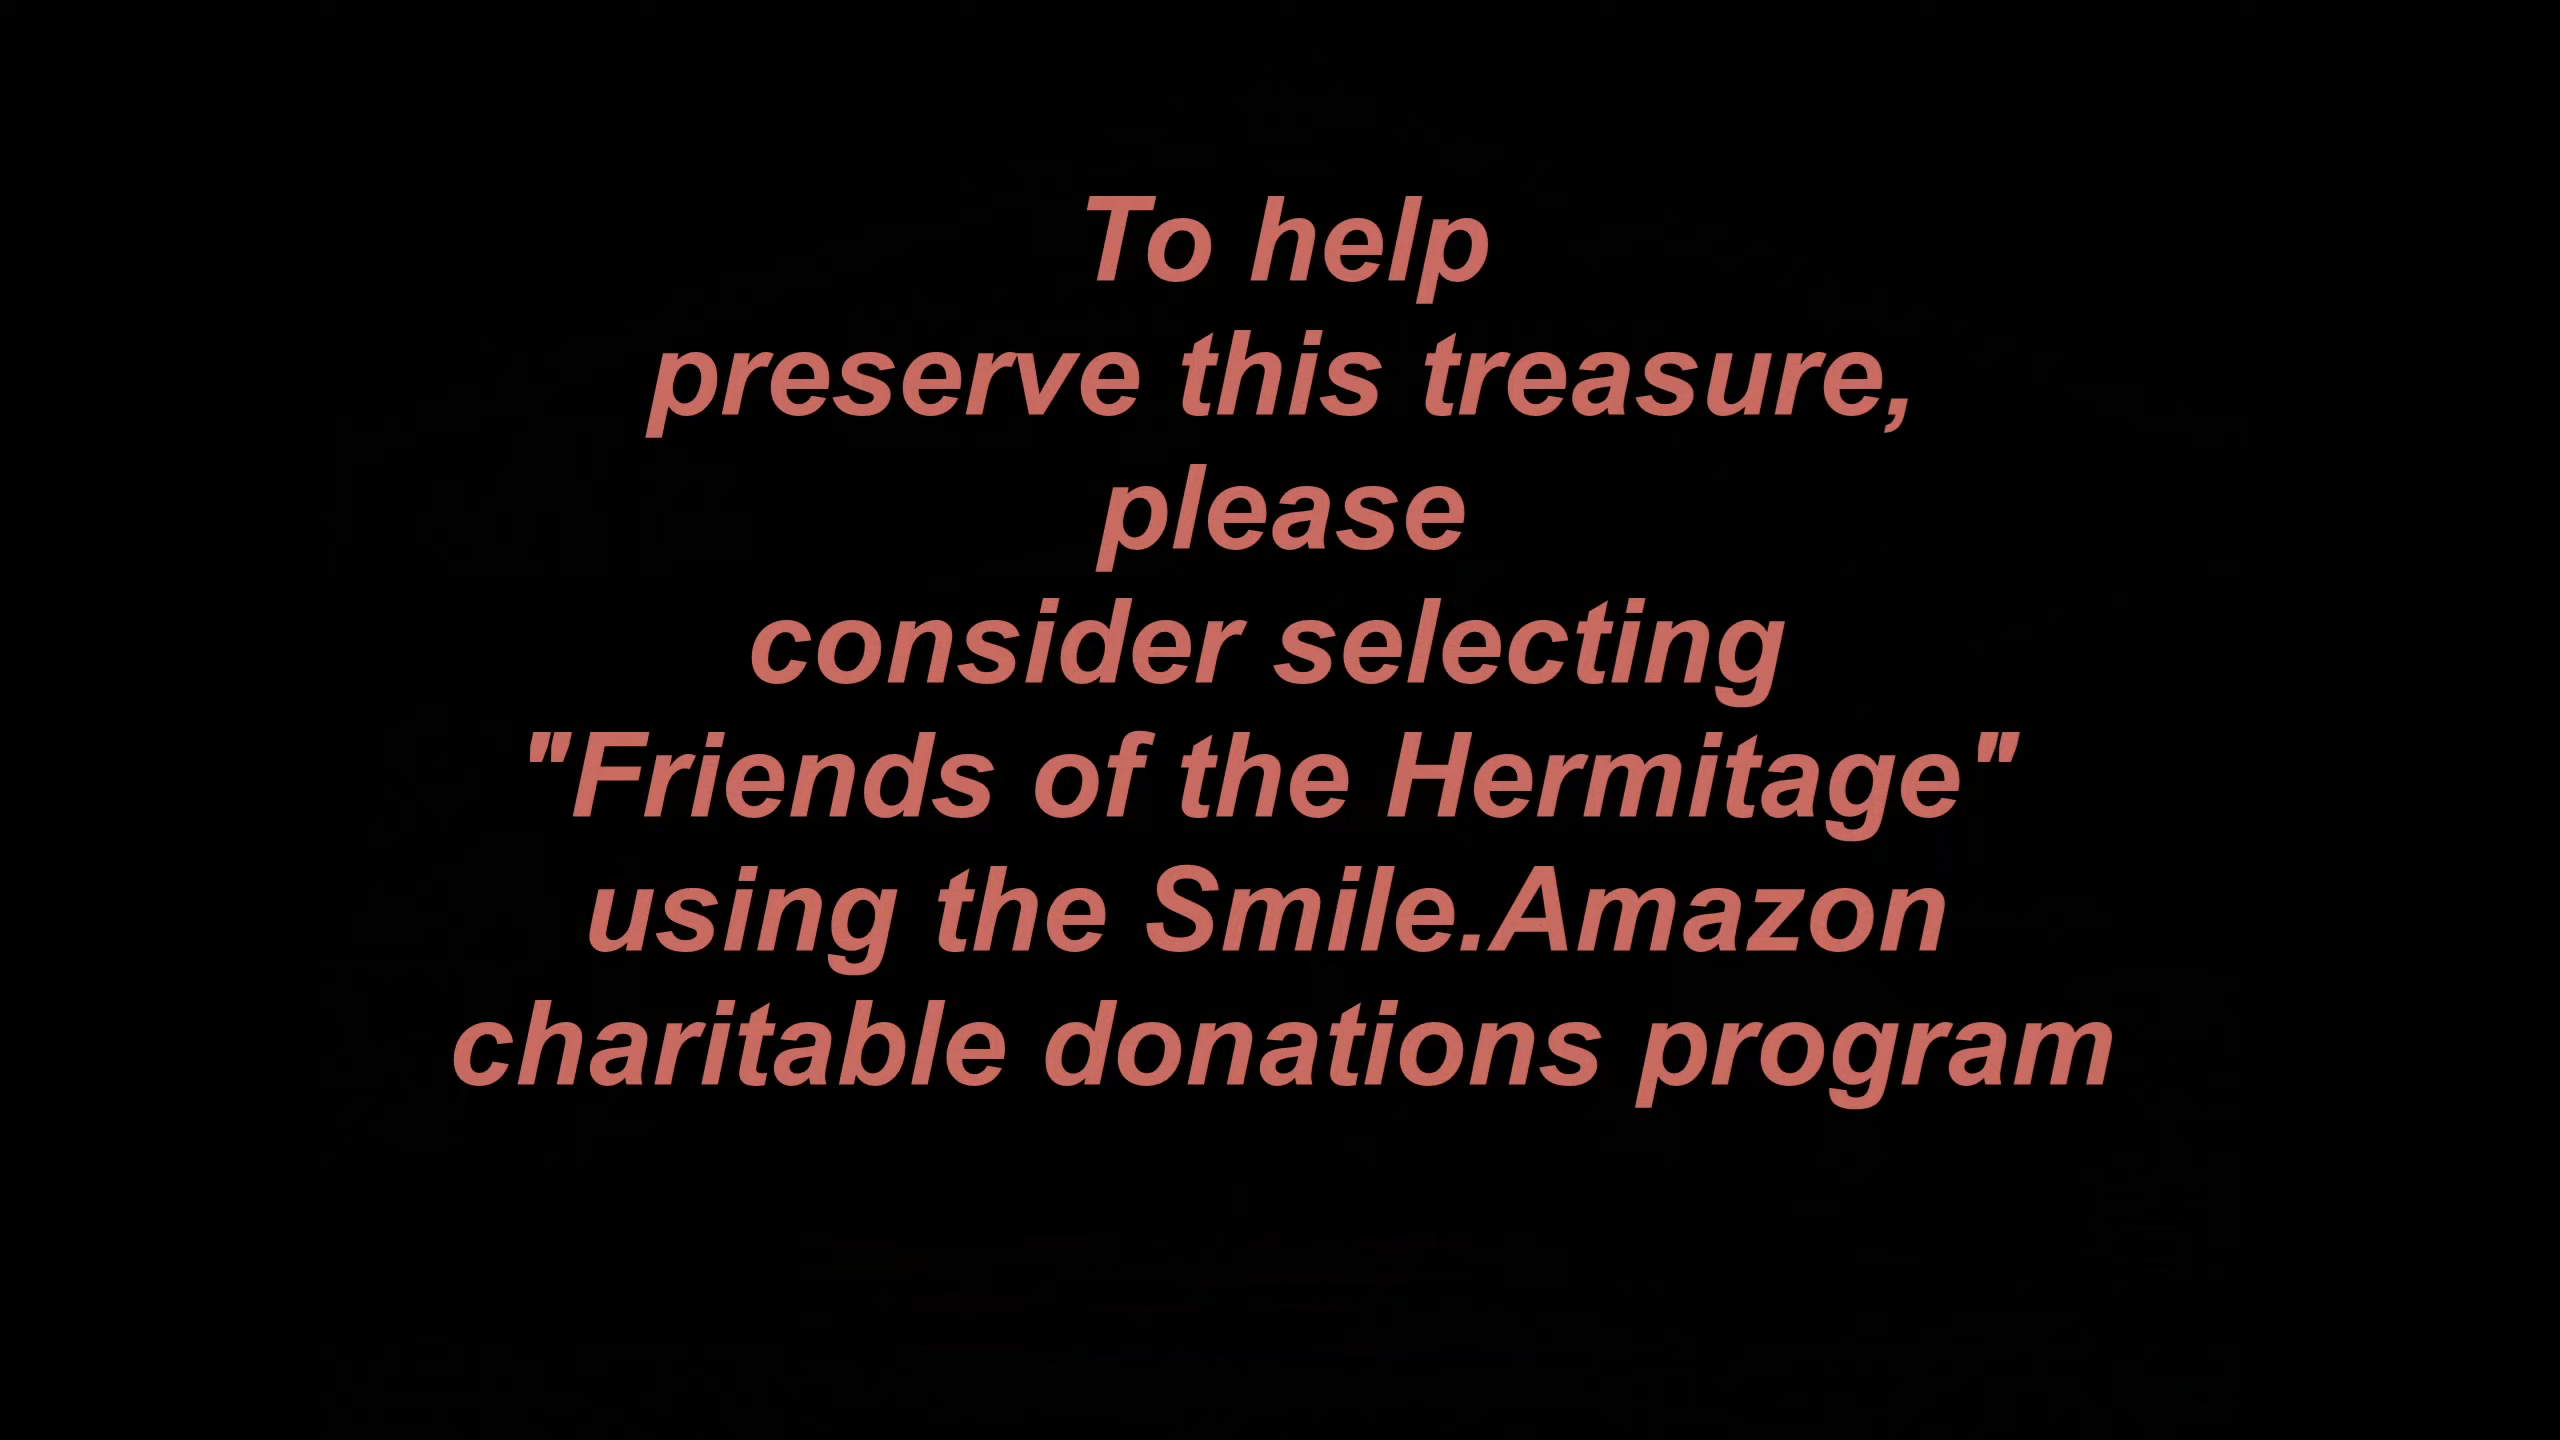 To help
preserve this treasure,
please
consider selecting
"Friends of the Hermitage"
using the Smile.Amazon
charitable donations program